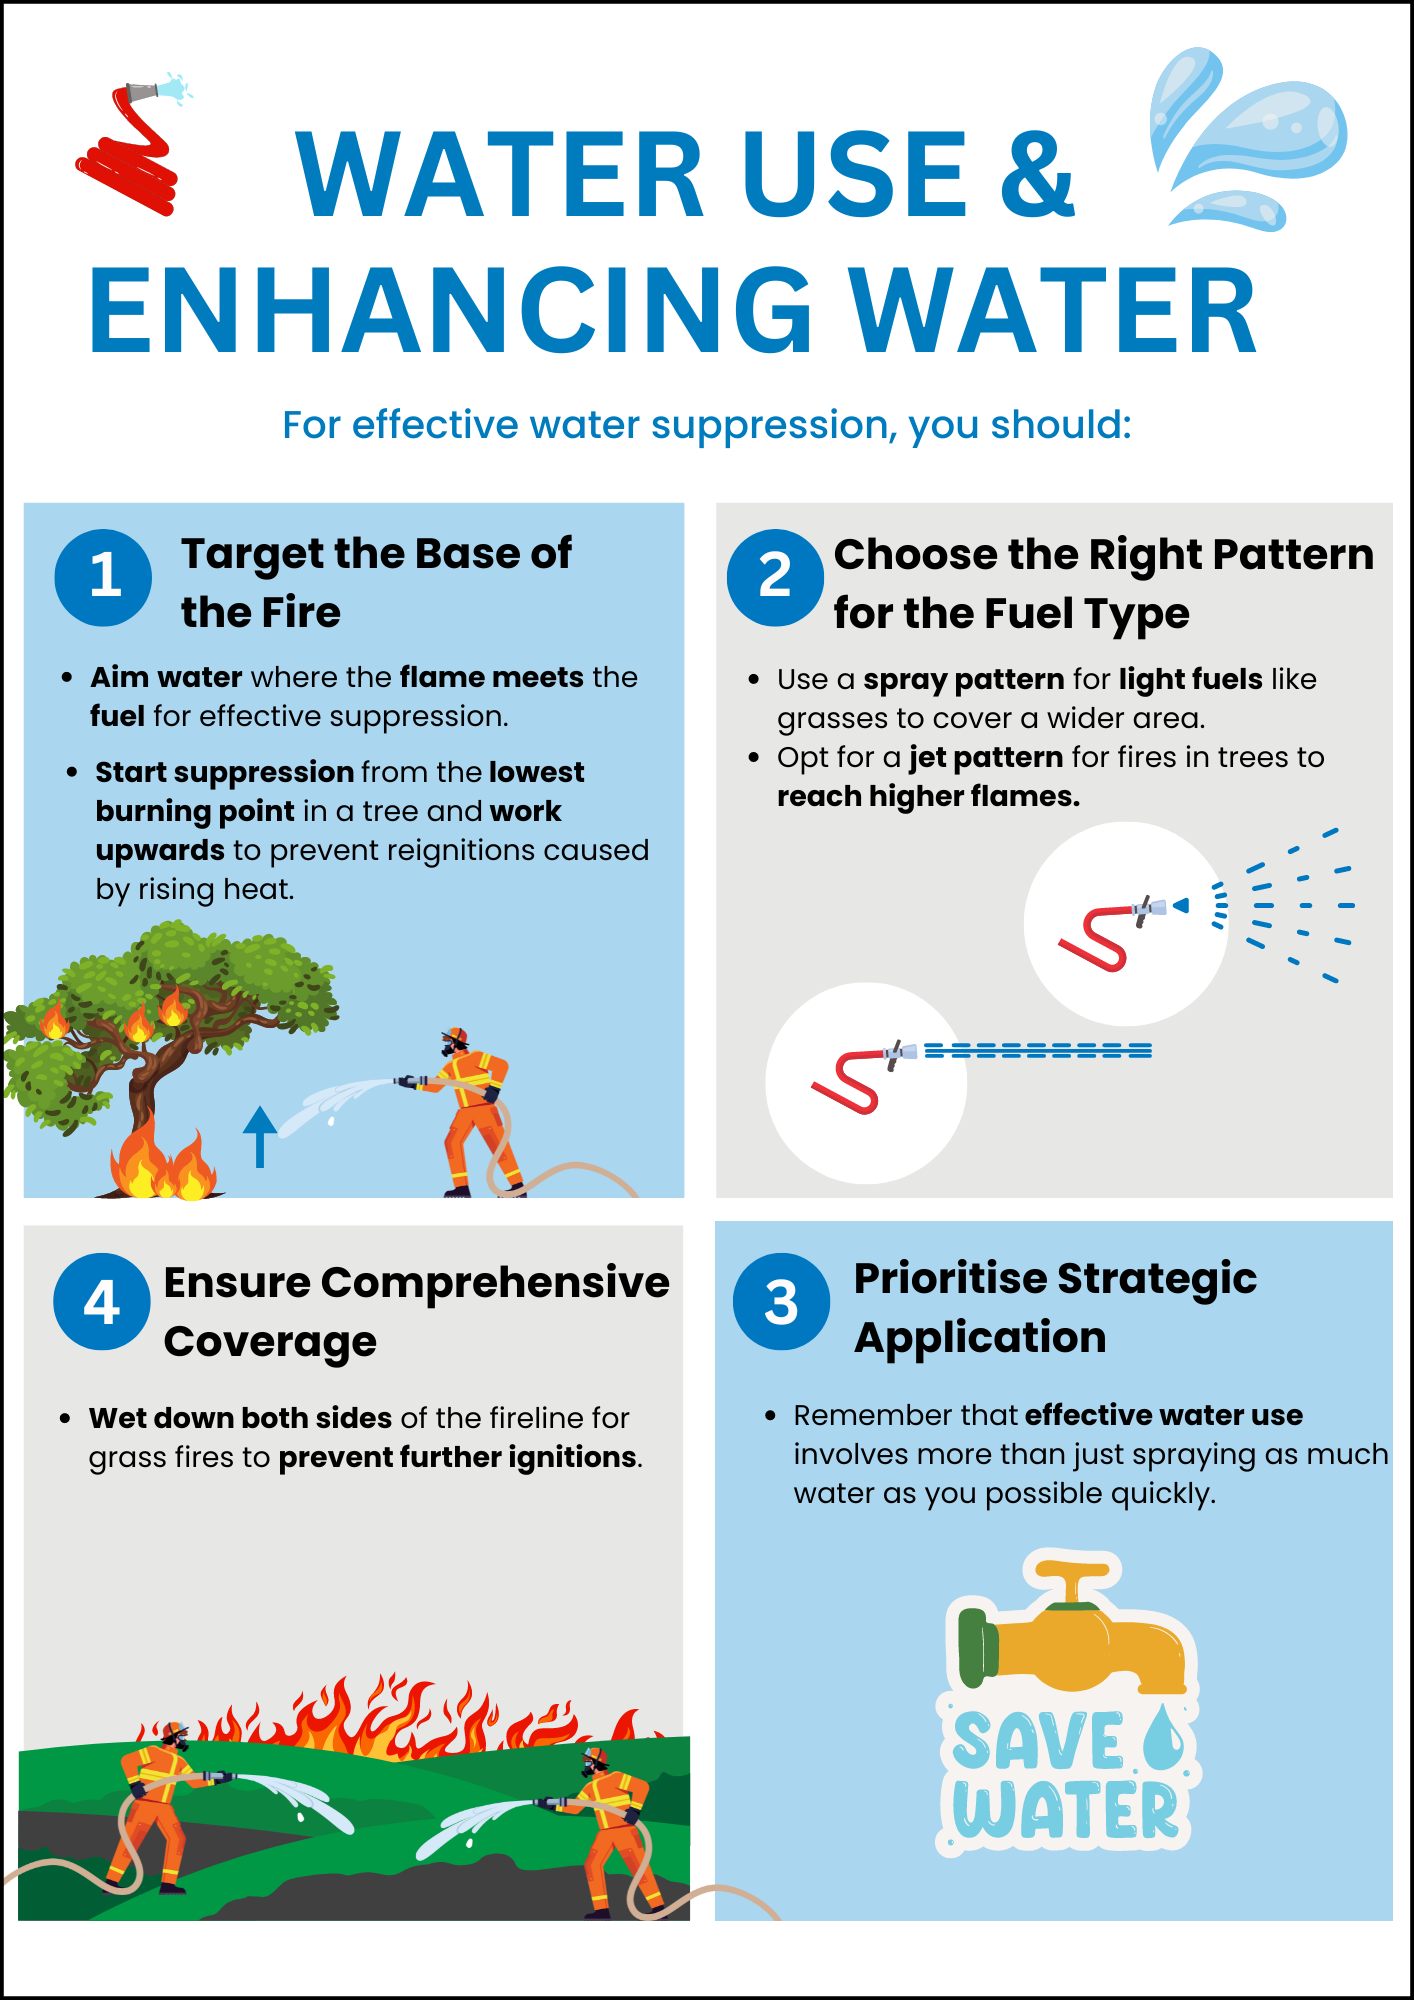 WATER USE &
ENHANCING WATER
For effective water suppression, you should:
1
Target the Base of
the Fire
• Aim water where the flame meets the
fuel for effective suppression.
• Start suppression from the lowest
burning point in a tree and work
upwards to prevent reignitions caused
by rising heat.
2
Choose the Right Pattern
for the Fuel Type
• Use a spray pattern for light fuels like
grasses to cover a wider area.
• Opt for a jet pattern for fires in trees to
reach higher flames.
3
Prioritise Strategic
Application
• Remember that effective water use
involves more than just spraying as much
water as you possible quickly.
SAVE
WATER
4
Ensure Comprehensive
Coverage
• Wet down both sides of the fireline for
grass fires to prevent further ignitions.